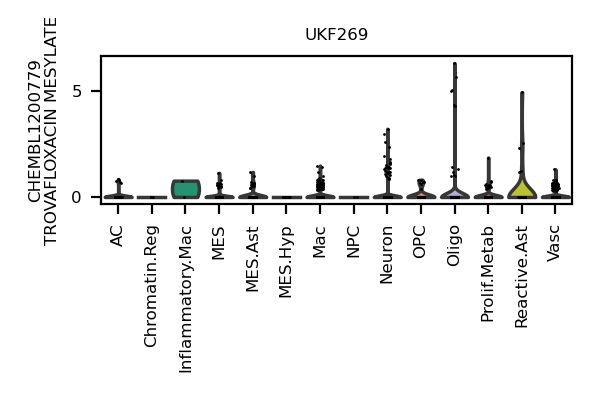 UKF269
CHEMBL1200779
TROVAFLOXACIN MESYLATE
5
0
AC
Chromatin.Reg
Inflammatory.Mac
MES
MES.Ast
MES.Hyp
Mac
NPC
Neuron
OPC
Oligo
Prolif.Metab
Reactive.Ast
Vasc